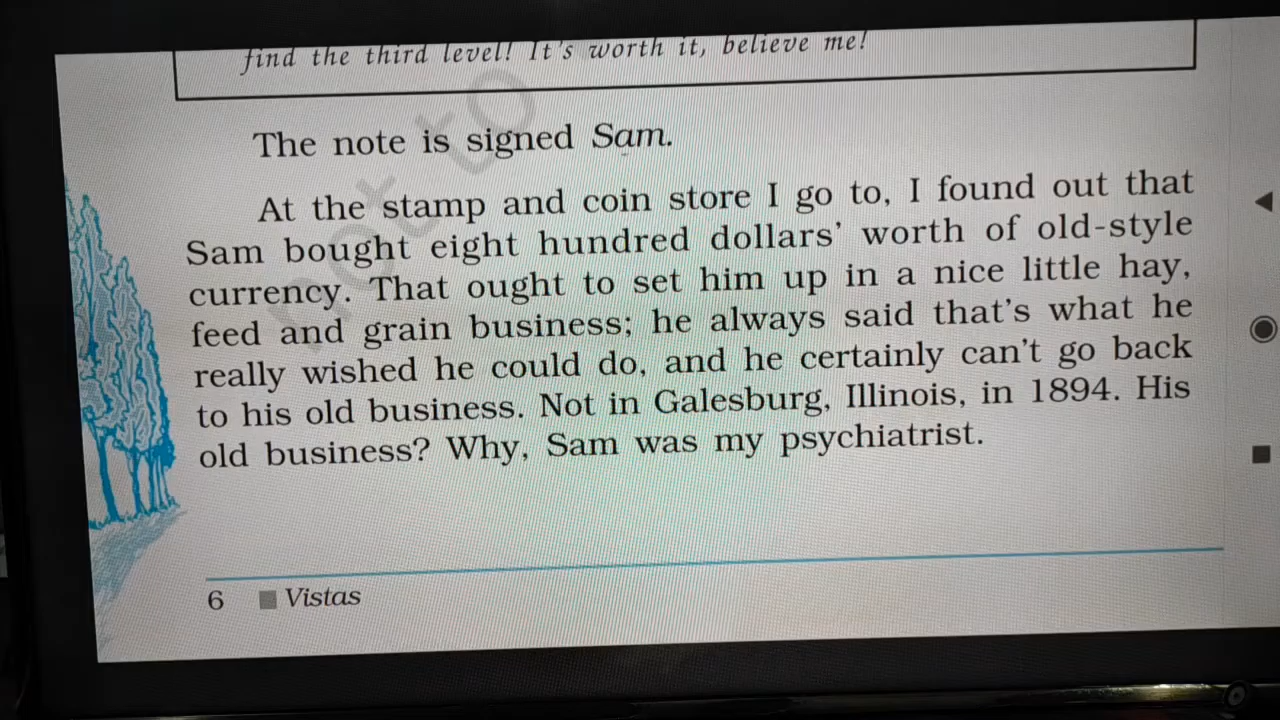 find the third level! It's worth it, believe me!
The note is signed Sam.
At the stamp and coin store I go to, I found out that
Sam bought eight hundred dollars' worth of old-style
currency. That ought to set him up in a nice little hay,
feed and grain business; he always said that's what he
really wished he could do, and he certainly can't go back
to his old business. Not in Galesburg, Illinois, in 1894. His
old business? Why, Sam was my psychiatrist.
6 Vistas
not to